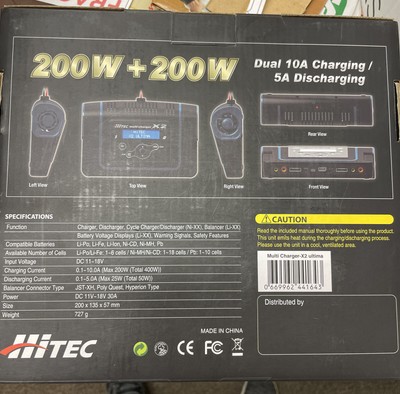 200W + 200W
Dual 10A Charging /
5A Discharging
HiTEC
X2
Left View
Top View
Right View
Rear View
Front View
SPECIFICATIONS
Function Charger, Discharger, Cycle Charger/Discharger (Ni-XX), Balancer (Li-XX)
Battery Voltage Displays (Li-XX), Warning Signals, Safety Features
Compatible Batteries Li-Po, Li-Fe, Li-Ion, Ni-CD, Ni-MH, Pb
Available Number of Cells Li-Po/Li-Fe: 1~6 cells / Ni-MH/Ni-CD: 1~18 cells / Pb: 1~10 cells
Input Voltage DC 11~18V
Charging Current 0.1~10.0A (Max 200W (Total 400W))
Discharging Current 0.1~5.0A (Max 25W (Total 50W))
Balancer Connector Type JST-XH, Poly Quest, Hyperion Type
Power DC 11V~18V 30A
Size 200 x 135 x 57 mm
Weight 727 g
CAUTION
Read the included manual thoroughly before using the product.
This unit emits heat during the charging/discharging process.
Please use the unit in a cool, ventilated area.
Multi Charger-X2 ultima
0 669962 441643
Distributed by
MADE IN CHINA
HiTEC
CE FC